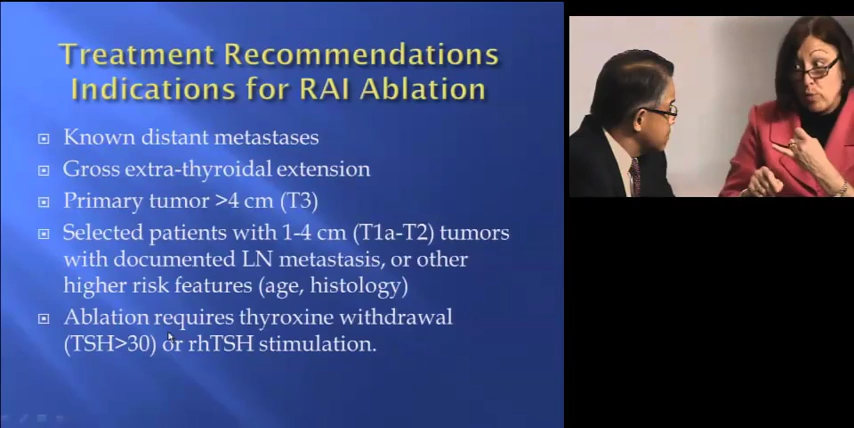 Treatment Recommendations
Indications for RAI Ablation
Known distant metastases
Gross extra-thyroidal extension
Primary tumor >4 cm (T3)
Selected patients with 1-4 cm (T1a-T2) tumors
with documented LN metastasis, or other
higher risk features (age, histology)
Ablation requires thyroxine withdrawal
(TSH>30) or rhTSH stimulation.